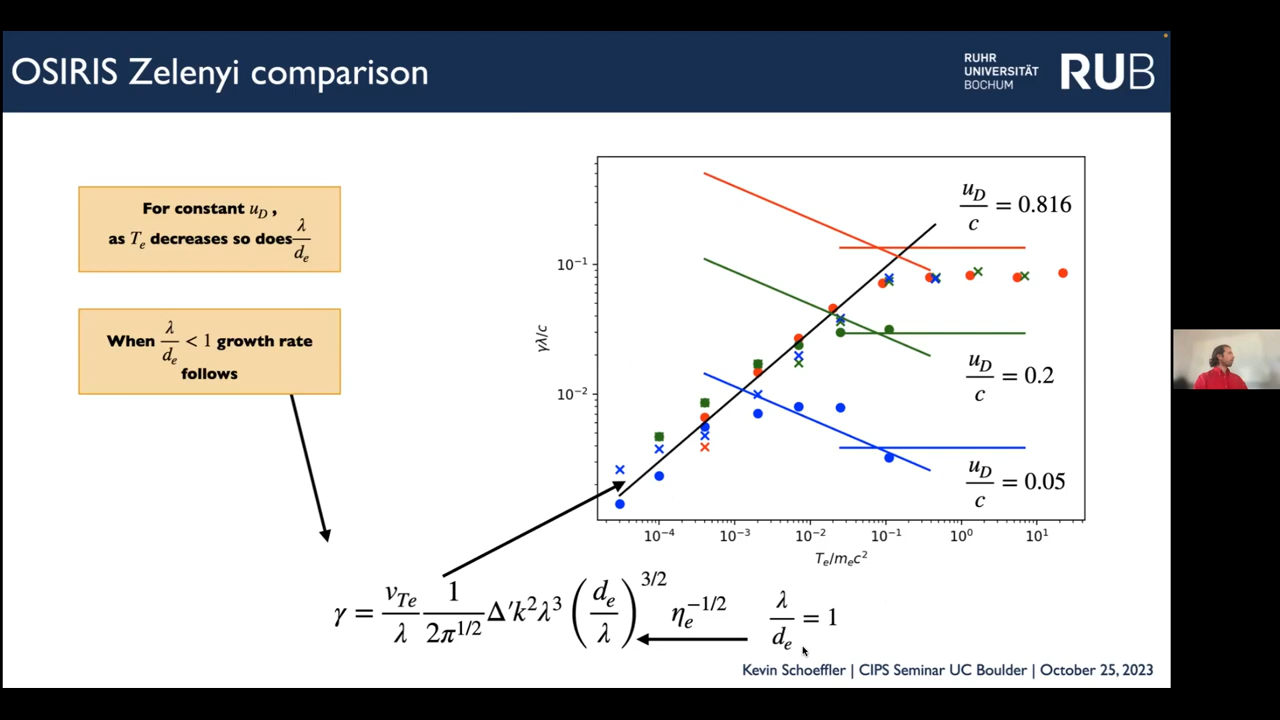 OSIRIS Zelenyi comparison
RUHR
UNIVERSITÄT
BOCHUM
RUB
For constant u_D ,
as T_e decreases so does λ/d_e
When λ/d_e < 1 growth rate
follows
u_D/c = 0.816
u_D/c = 0.2
u_D/c = 0.05
10⁻¹
10⁻²
γλ/c
10⁻⁴ 10⁻³ 10⁻² 10⁻¹ 10⁰ 10¹
T_e/m_ec²
γ = v_Te/λ 1/2π^1/2 Δ′k²λ³ (d_e/λ)^3/2 η_e^−1/2
λ/d_e = 1
Kevin Schoeffler | CIPS Seminar UC Boulder | October 25, 2023